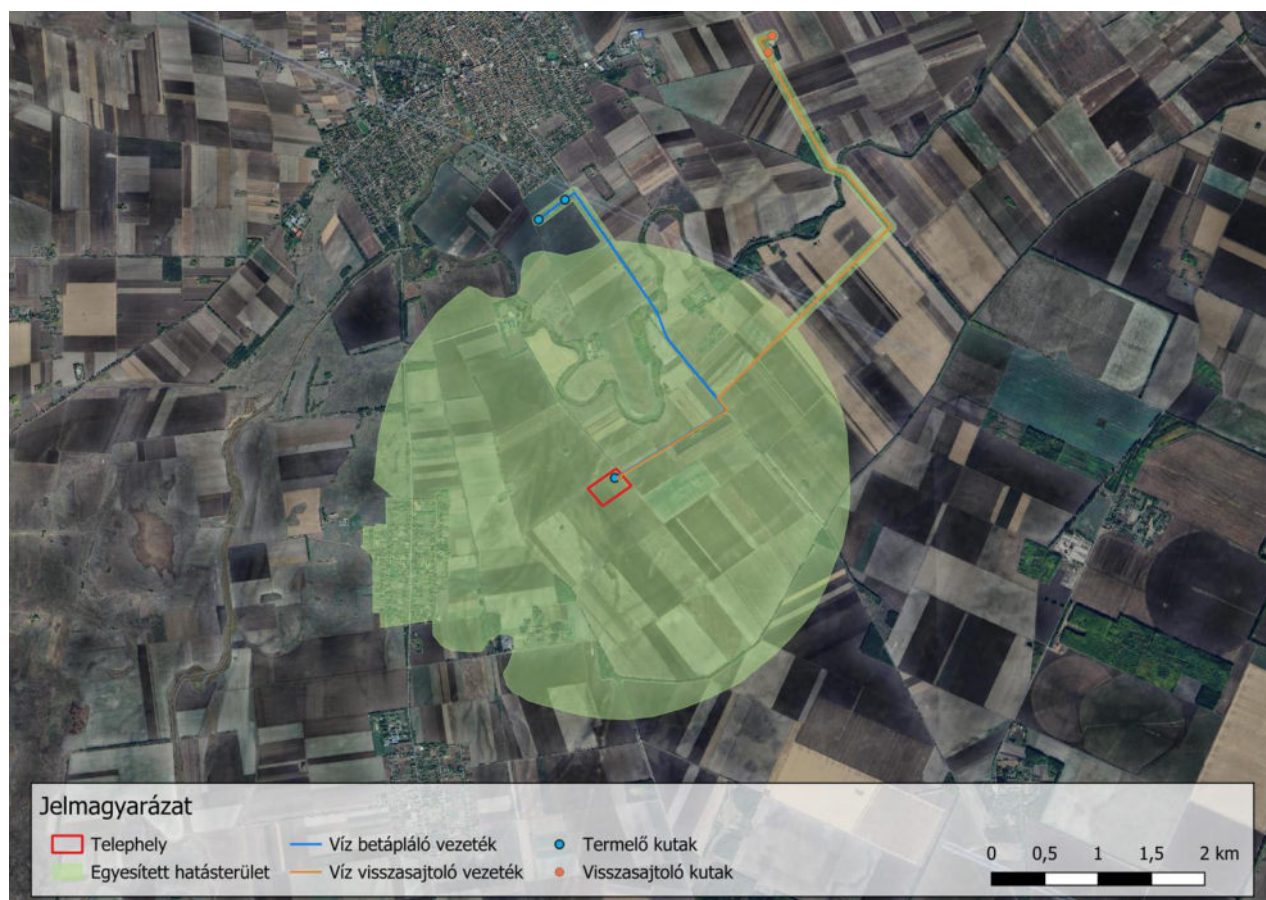 Jelmagyarázat
Telephely
Víz betápláló vezeték
Termelő kutak
Egyesített hatásterület
Víz visszasajtoló vezeték
Visszasajtoló kutak
0 0,5 1 1,5 2 km